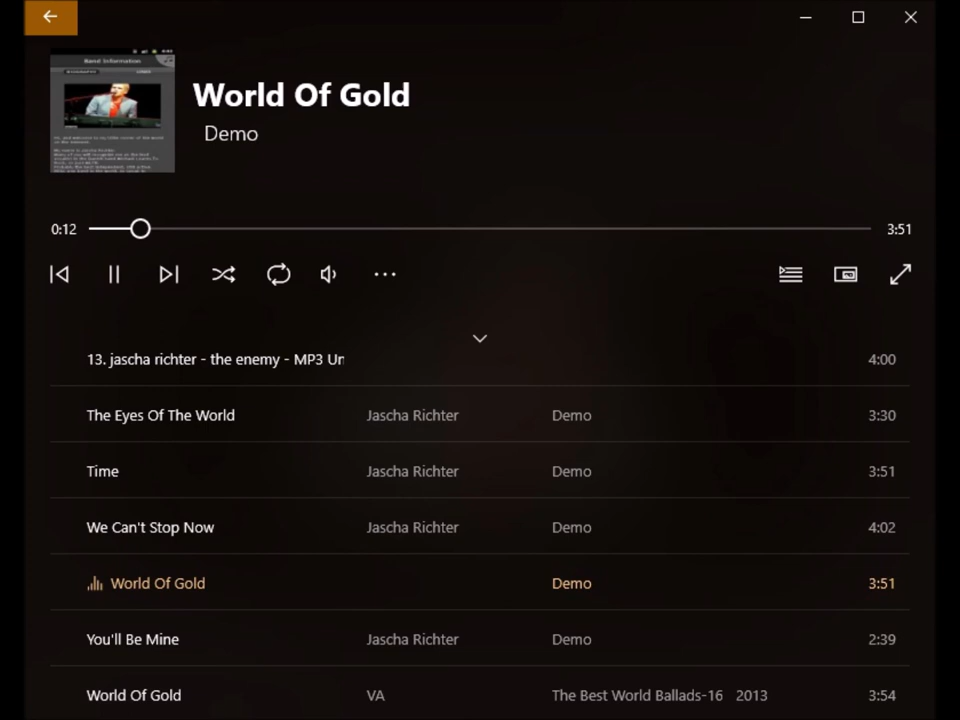 Band Information
World Of Gold
Demo
0:12 3:51
13. jascha richter - the enemy - MP3 Un 4:00
The Eyes Of The World Jascha Richter Demo 3:30
Time Jascha Richter Demo 3:51
We Can't Stop Now Jascha Richter Demo 4:02
World Of Gold Demo 3:51
You'll Be Mine Jascha Richter Demo 2:39
World Of Gold VA The Best World Ballads-16 2013 3:54